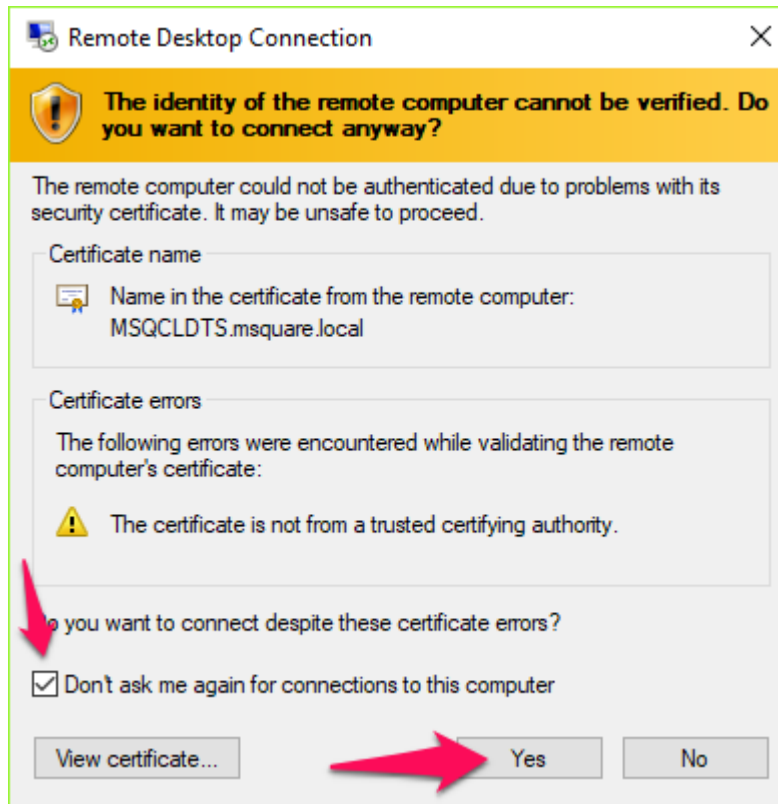 Remote Desktop Connection
The identity of the remote computer cannot be verified. Do
you want to connect anyway?
The remote computer could not be authenticated due to problems with its
security certificate. It may be unsafe to proceed.
Certificate name
Name in the certificate from the remote computer:
MSQCLDTS.msquare.local
Certificate errors
The following errors were encountered while validating the remote
computer's certificate:
The certificate is not from a trusted certifying authority.
Do you want to connect despite these certificate errors?
Don't ask me again for connections to this computer
View certificate...
Yes
No